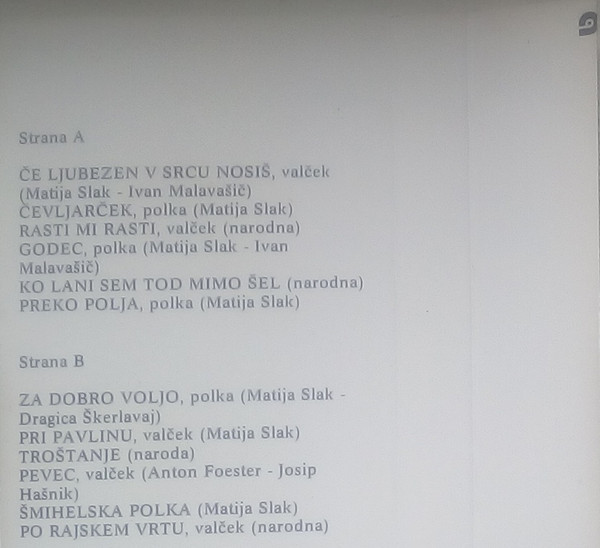 Strana A
ČE LJUBEZEN V SRCU NOSIŠ, valček
(Matija Slak - Ivan Malavašič)
ČEVLJARČEK, polka (Matija Slak)
RASTI MI RASTI, valček (narodna)
GODEC, polka (Matija Slak - Ivan
Malavašič)
KO LANI SEM TOD MIMO ŠEL (narodna)
PREKO POLJA, polka (Matija Slak)
Strana B
ZA DOBRO VOLJO, polka (Matija Slak -
Dragica Škerlavaj)
PRI PAVLINU, valček (Matija Slak)
TROŠTANJE (naroda)
PEVEC, valček (Anton Foester - Josip
Hašnik)
ŠMIHELSKA POLKA (Matija Slak)
PO RAJSKEM VRTU, valček (narodna)